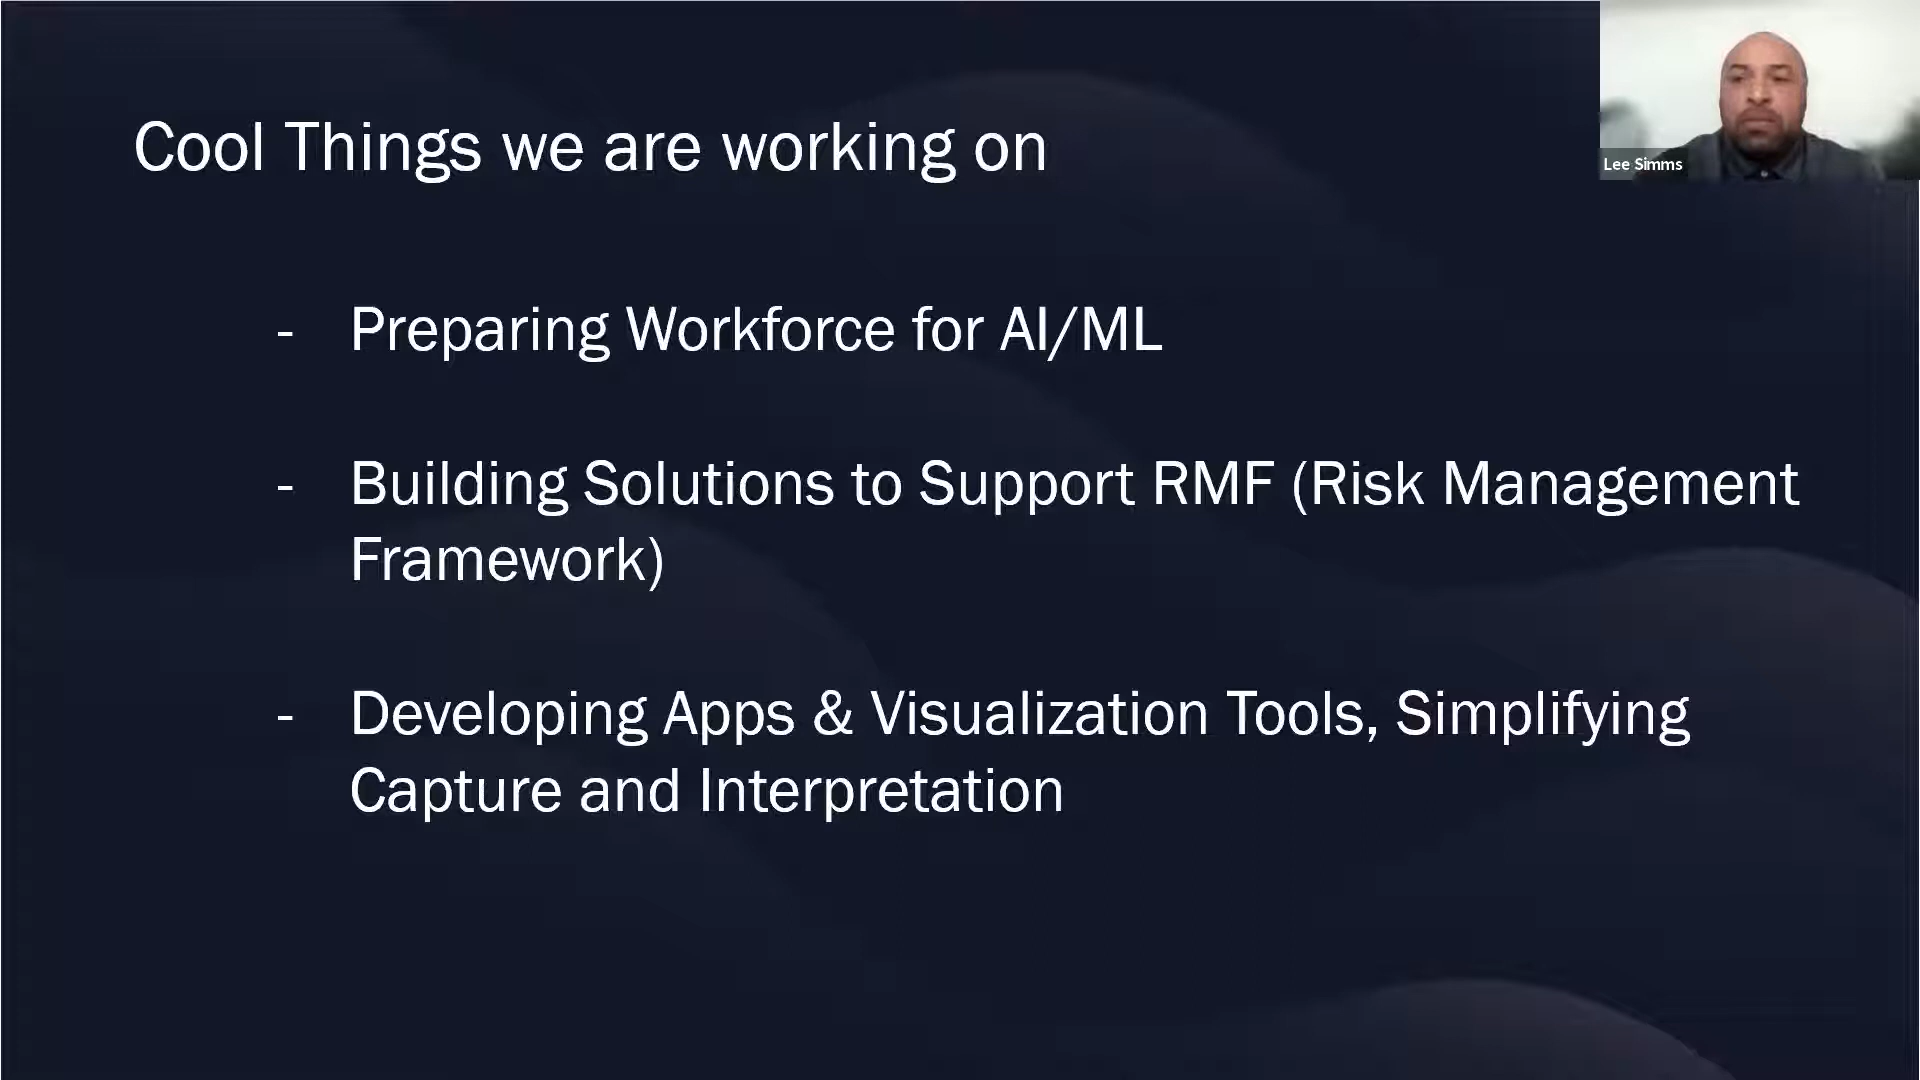 Cool Things we are working on
Lee Simms
- Preparing Workforce for AI/ML
- Building Solutions to Support RMF (Risk Management
Framework)
- Developing Apps & Visualization Tools, Simplifying
Capture and Interpretation